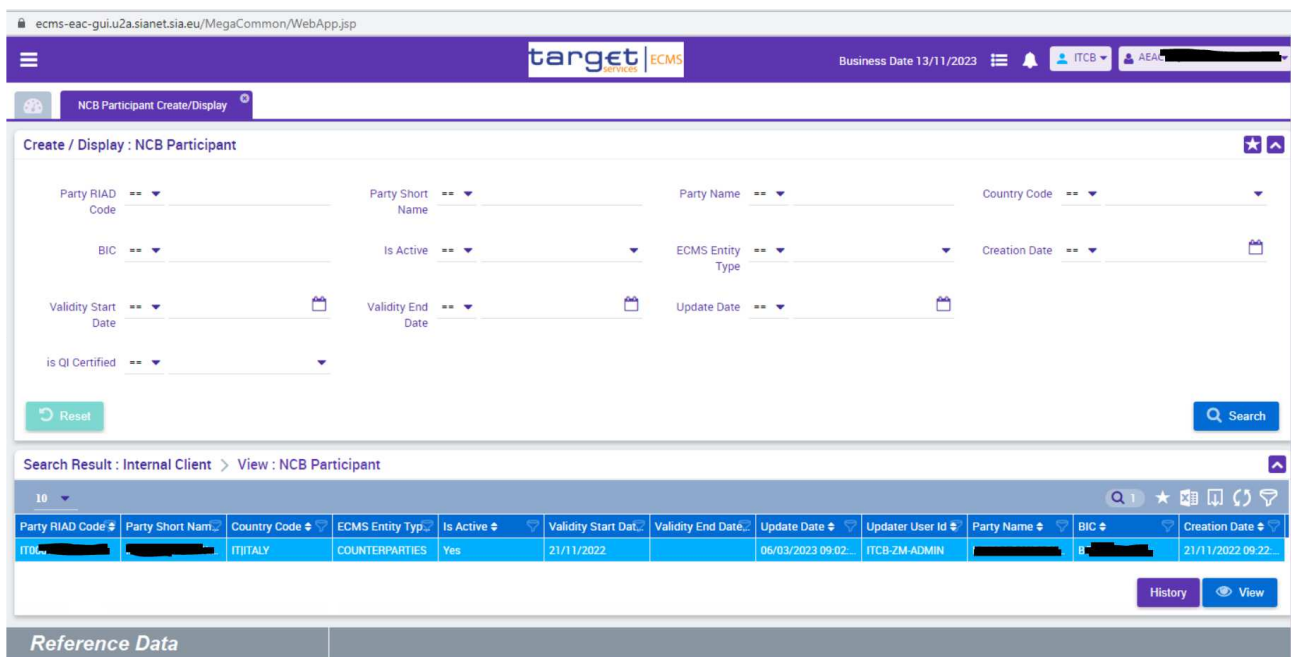 ecms-eac-gui.u2a.sianet.sia.eu/MegaCommon/WebApp.jsp
target services | ECMS Business Date 13/11/2023 ITCB AEAC
NCB Participant Create/Display
Create / Display : NCB Participant
Party RIAD Code == Party Short Name == Party Name == Country Code ==
BIC == Is Active == ECMS Entity Type == Creation Date ==
Validity Start Date == Validity End Date == Update Date ==
is QI Certified ==
Reset Search
Search Result : Internal Client > View : NCB Participant
10 1
Party RIAD Code Party Short Nam... Country Code ECMS Entity Typ... Is Active Validity Start Dat... Validity End Date... Update Date Updater User Id Party Name BIC Creation Date
IT|ITALY COUNTERPARTIES Yes 21/11/2022 06/03/2023 09:02:... ITCB-ZM-ADMIN B 21/11/2022 09:22:...
History View
Reference Data